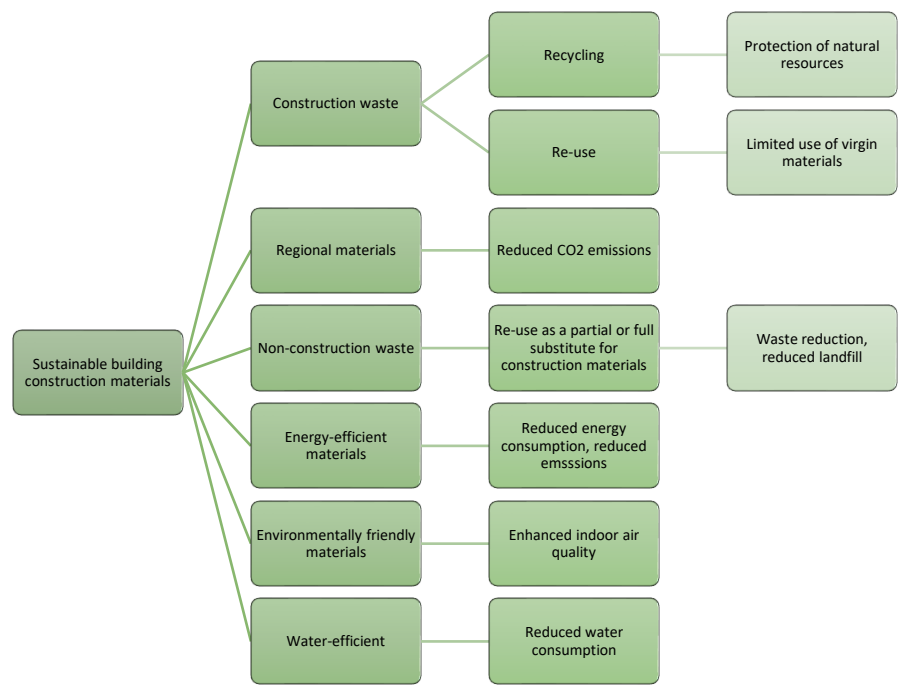 Sustainable building
construction materials
Construction waste
Recycling
Protection of natural
resources
Re-use
Limited use of virgin
materials
Regional materials
Reduced CO2 emissions
Non-construction waste
Re-use as a partial or full
substitute for
construction materials
Waste reduction,
reduced landfill
Energy-efficient
materials
Reduced energy
consumption, reduced
emsssions
Environmentally friendly
materials
Enhanced indoor air
quality
Water-efficient
Reduced water
consumption